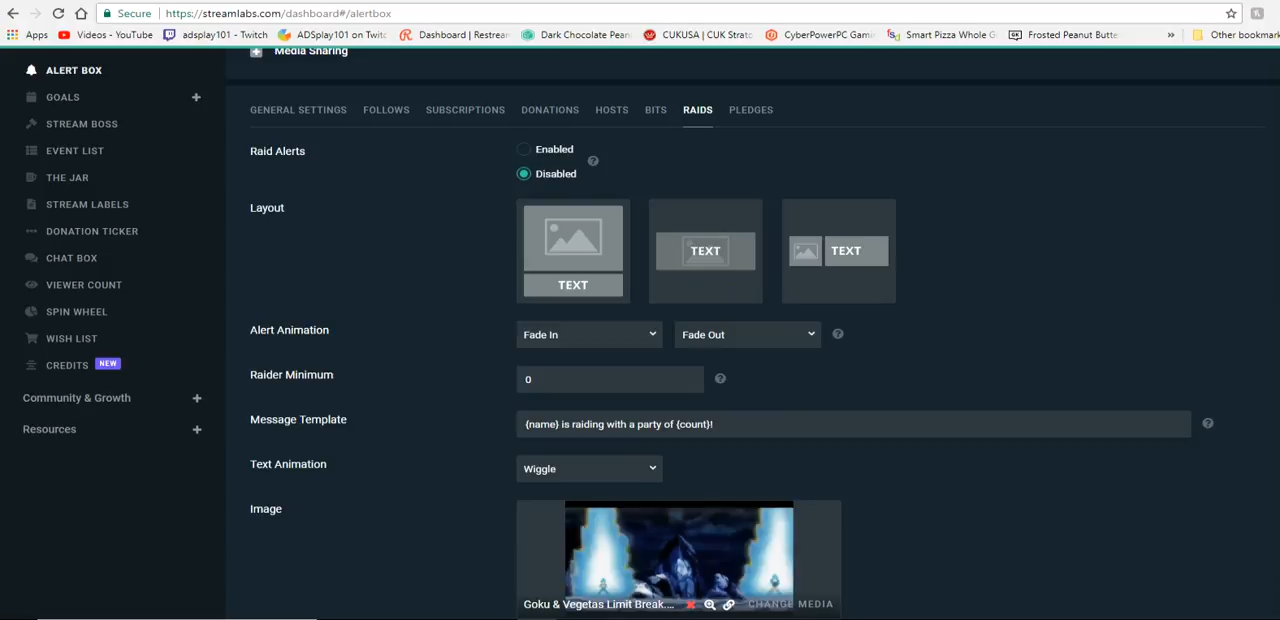 Secure https://streamlabs.com/dashboard#/alertbox
Apps Videos - YouTube adsplay101 - Twitch ADSplay101 on Twitc Dashboard | Restream Dark Chocolate Pean CUKUSA | CUK Strato CyberPowerPC Gami Smart Pizza Whole G Frosted Peanut Butte » Other bookmark
Media Sharing
ALERT BOX
GOALS +
STREAM BOSS
EVENT LIST
THE JAR
STREAM LABELS
DONATION TICKER
CHAT BOX
VIEWER COUNT
SPIN WHEEL
WISH LIST
CREDITS NEW
Community & Growth +
Resources +
GENERAL SETTINGS FOLLOWS SUBSCRIPTIONS DONATIONS HOSTS BITS RAIDS PLEDGES
Raid Alerts
Enabled
Disabled
?
Layout
TEXT
TEXT
TEXT
Alert Animation Fade In Fade Out ?
Raider Minimum 0 ?
Message Template {name} is raiding with a party of {count}! ?
Text Animation Wiggle
Image
Goku & Vegetas Limit Break.... CHANGE MEDIA